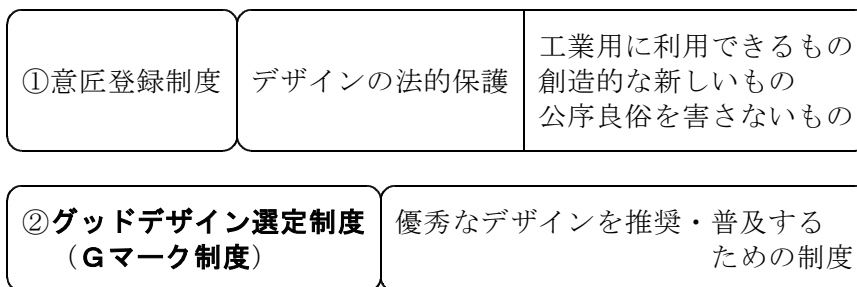 ①意匠登録制度
デザインの法的保護
工業用に利用できるもの
創造的な新しいもの
公序良俗を害さないもの
②グッドデザイン選定制度
（Gマーク制度）
優秀なデザインを推奨・普及する
ための制度